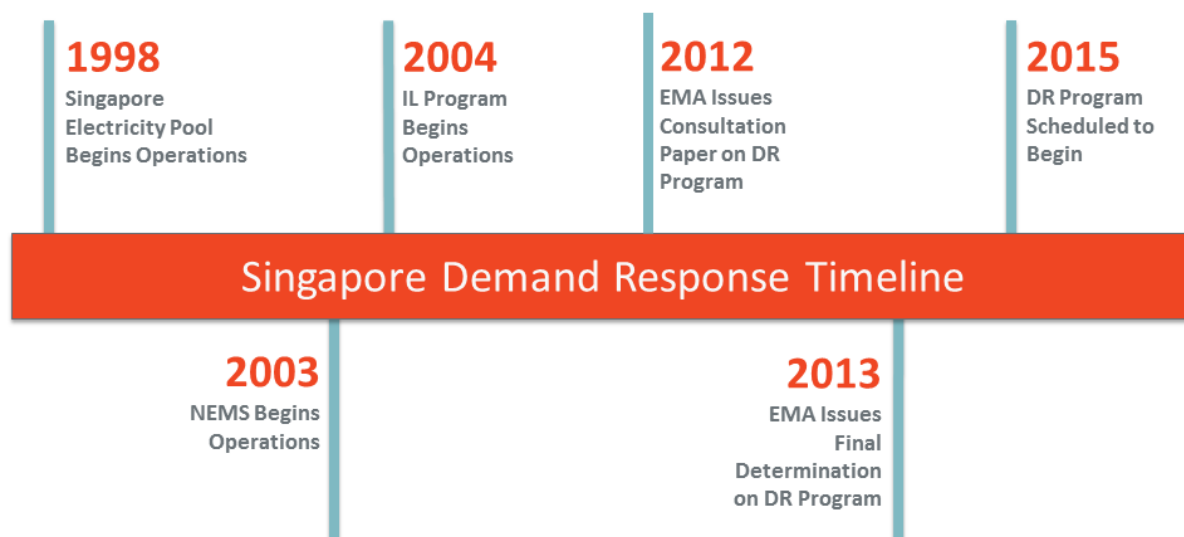 1998
Singapore
Electricity Pool
Begins Operations
2004
IL Program
Begins
Operations
2012
EMA Issues
Consultation
Paper on DR
Program
2015
DR Program
Scheduled to
Begin
Singapore Demand Response Timeline
2003
NEMS Begins
Operations
2013
EMA Issues
Final
Determination
on DR Program